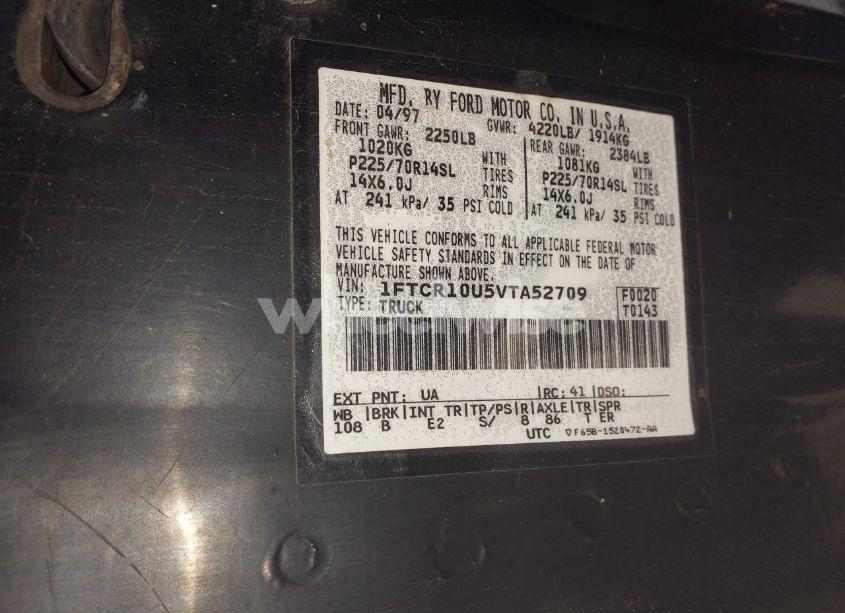 MFD. BY FORD MOTOR CO. IN U.S.A.
DATE: 04/97 GVWR: 4220LB/ 1914KG
FRONT GAWR: 2250LB REAR GAWR: 2384LB
1020KG WITH 1081KG WITH
P225/70R14SL TIRES P225/70R14SL TIRES
14X6.0J RIMS 14X6.0J RIMS
AT 241 kPa/ 35 PSI COLD AT 241 kPa/ 35 PSI COLD
THIS VEHICLE CONFORMS TO ALL APPLICABLE FEDERAL MOTOR
VEHICLE SAFETY STANDARDS IN EFFECT ON THE DATE OF
MANUFACTURE SHOWN ABOVE.
VIN: 1FTCR10U5VTA52709 F0020
TYPE: TRUCK T0143
wheelwise
EXT PNT: UA RC: 41 DSO:
WB BRK INT TR TP/PS R AXLE TR SPR
108 B E2 S/ 8 86 T ER
UTC F65B-1520472-AA